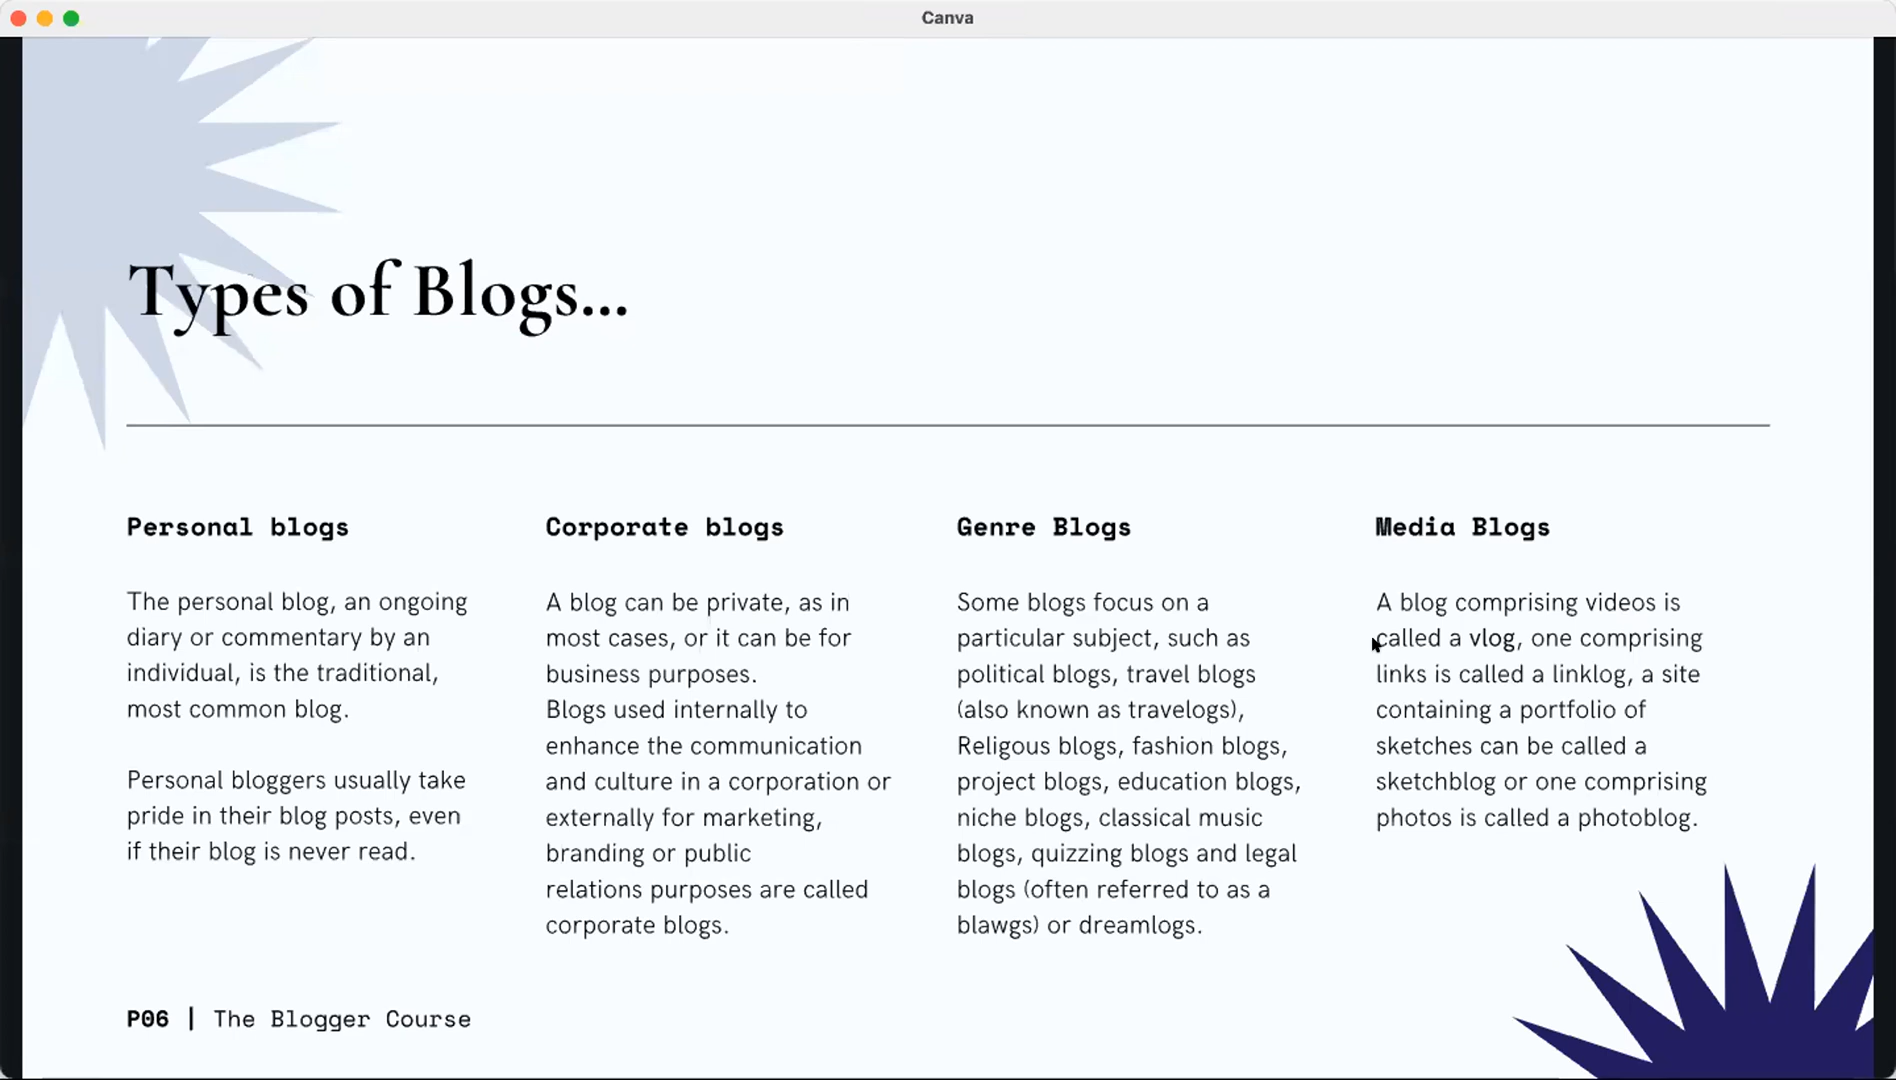 Canva
Types of Blogs...
Personal blogs
The personal blog, an ongoing
diary or commentary by an
individual, is the traditional,
most common blog.
Personal bloggers usually take
pride in their blog posts, even
if their blog is never read.
Corporate blogs
A blog can be private, as in
most cases, or it can be for
business purposes.
Blogs used internally to
enhance the communication
and culture in a corporation or
externally for marketing,
branding or public
relations purposes are called
corporate blogs.
Genre Blogs
Some blogs focus on a
particular subject, such as
political blogs, travel blogs
(also known as travelogs),
Religous blogs, fashion blogs,
project blogs, education blogs,
niche blogs, classical music
blogs, quizzing blogs and legal
blogs (often referred to as a
blawgs) or dreamlogs.
Media Blogs
A blog comprising videos is
called a vlog, one comprising
links is called a linklog, a site
containing a portfolio of
sketches can be called a
sketchblog or one comprising
photos is called a photoblog.
P06 | The Blogger Course